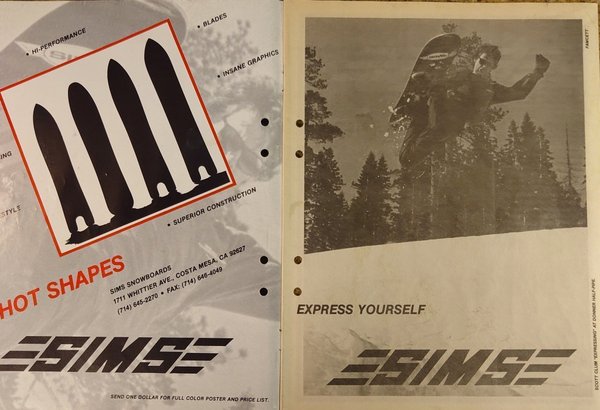 • HI-PERFORMANCE
• BLADES
• INSANE GRAPHICS
ING
STYLE
• SUPERIOR CONSTRUCTION
HOT SHAPES
SIMS SNOWBOARDS
1711 WHITTIER AVE., COSTA MESA, CA 92627
(714) 645-2270 • FAX: (714) 646-4049
SIMS
SEND ONE DOLLAR FOR FULL COLOR POSTER AND PRICE LIST.
FAWCETT
EXPRESS YOURSELF
SIMS
SCOTT CLUM "EXPRESSING" AT DONNER HALF-PIPE.